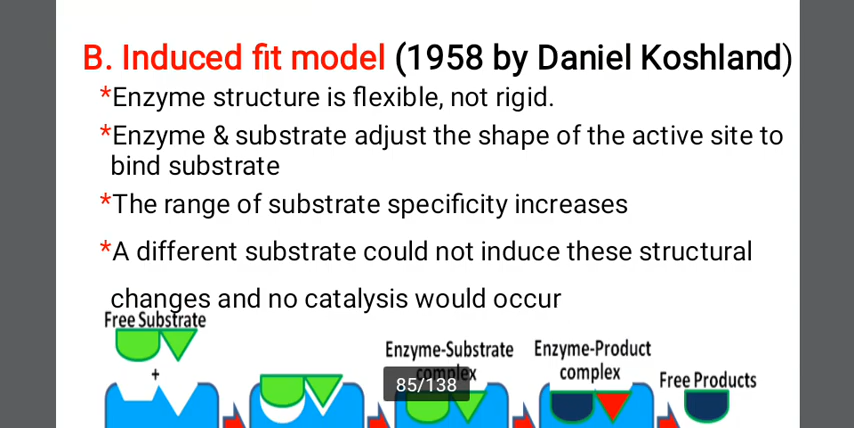 B. Induced fit model (1958 by Daniel Koshland)
*Enzyme structure is flexible, not rigid.
*Enzyme & substrate adjust the shape of the active site to
bind substrate
*The range of substrate specificity increases
*A different substrate could not induce these structural
changes and no catalysis would occur
Free Substrate
+
Enzyme-Substrate
complex
Enzyme-Product
complex
Free Products
85/138